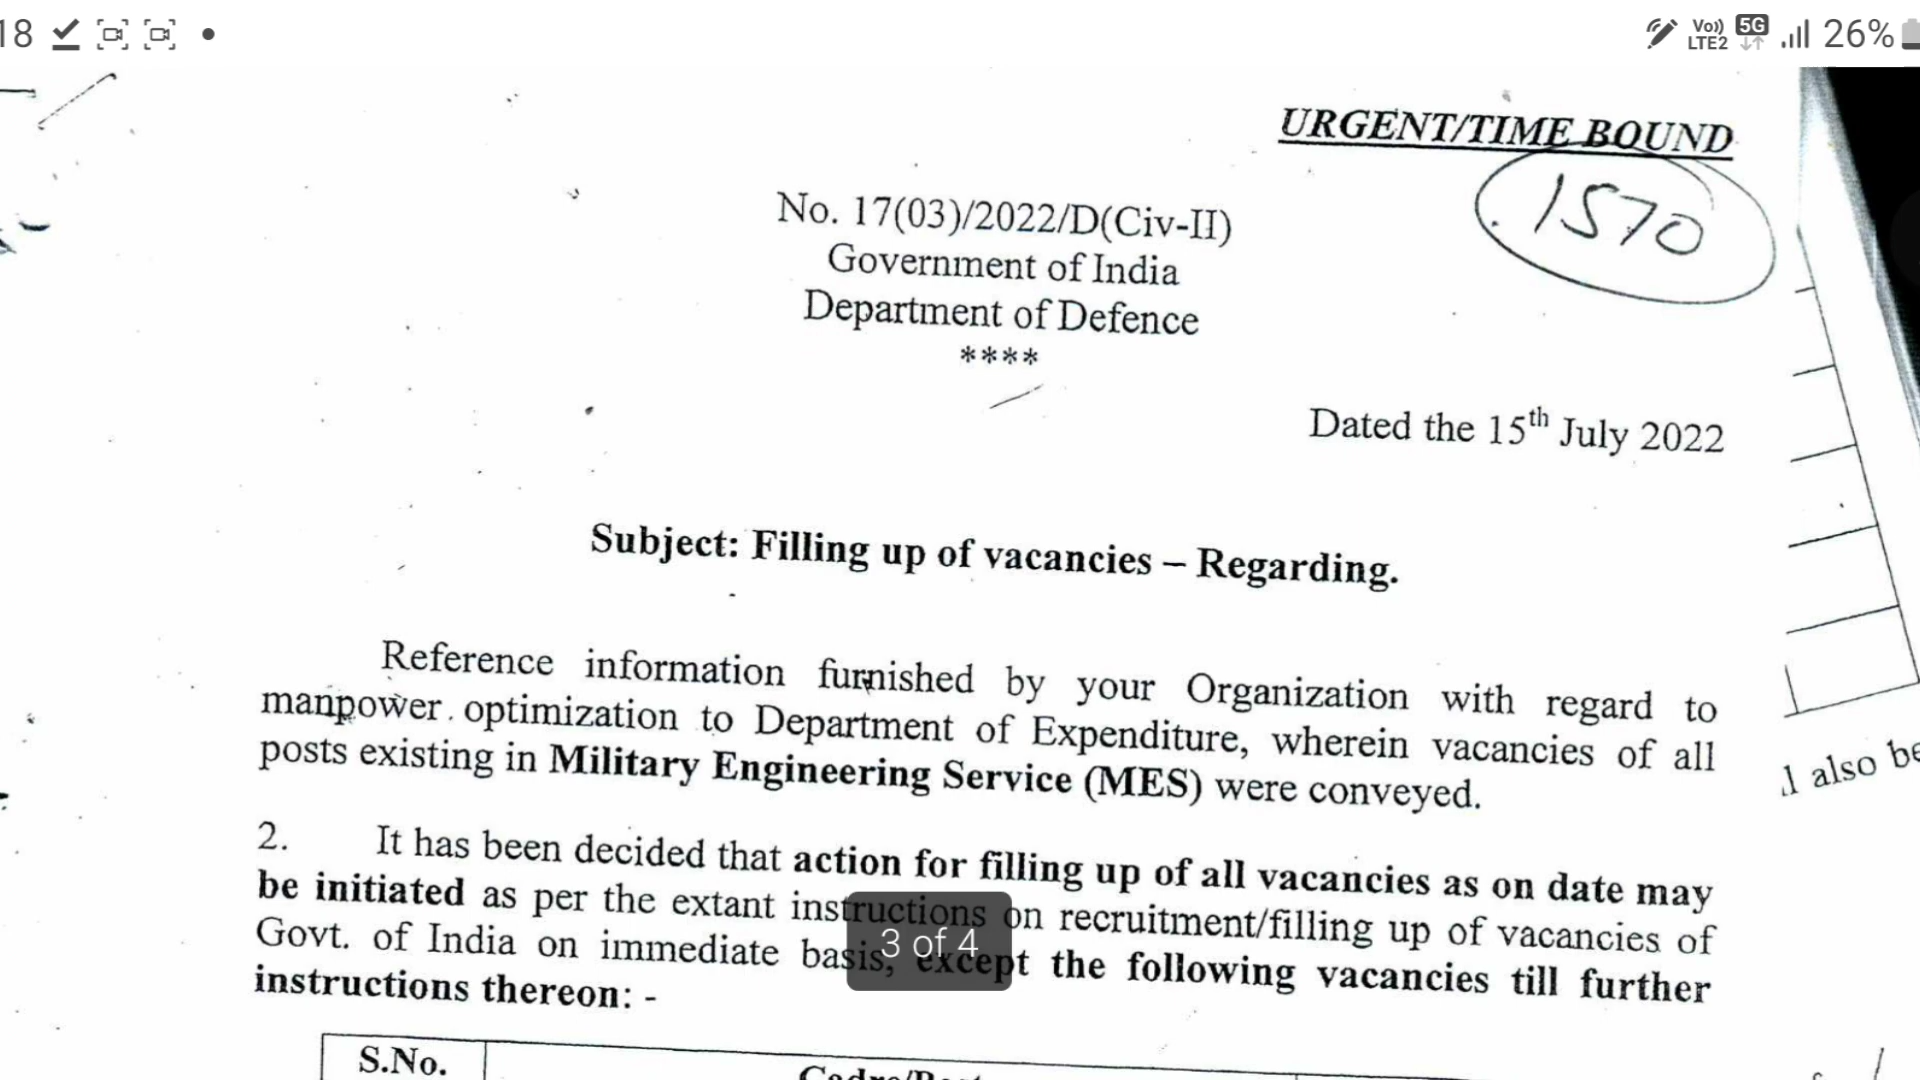 18
Vo)) LTE2 5G 26%
URGENT/TIME BOUND
1570
No. 17(03)/2022/D(Civ-II)
Government of India
Department of Defence
****
Dated the 15th July 2022
Subject: Filling up of vacancies – Regarding.
Reference information furnished by your Organization with regard to
manpower optimization to Department of Expenditure, wherein vacancies of all
posts existing in Military Engineering Service (MES) were conveyed.
l also be
2. It has been decided that action for filling up of all vacancies as on date may
be initiated as per the extant instructions on recruitment/filling up of vacancies of
Govt. of India on immediate basis, except the following vacancies till further
instructions thereon: -
3 of 4
S.No.